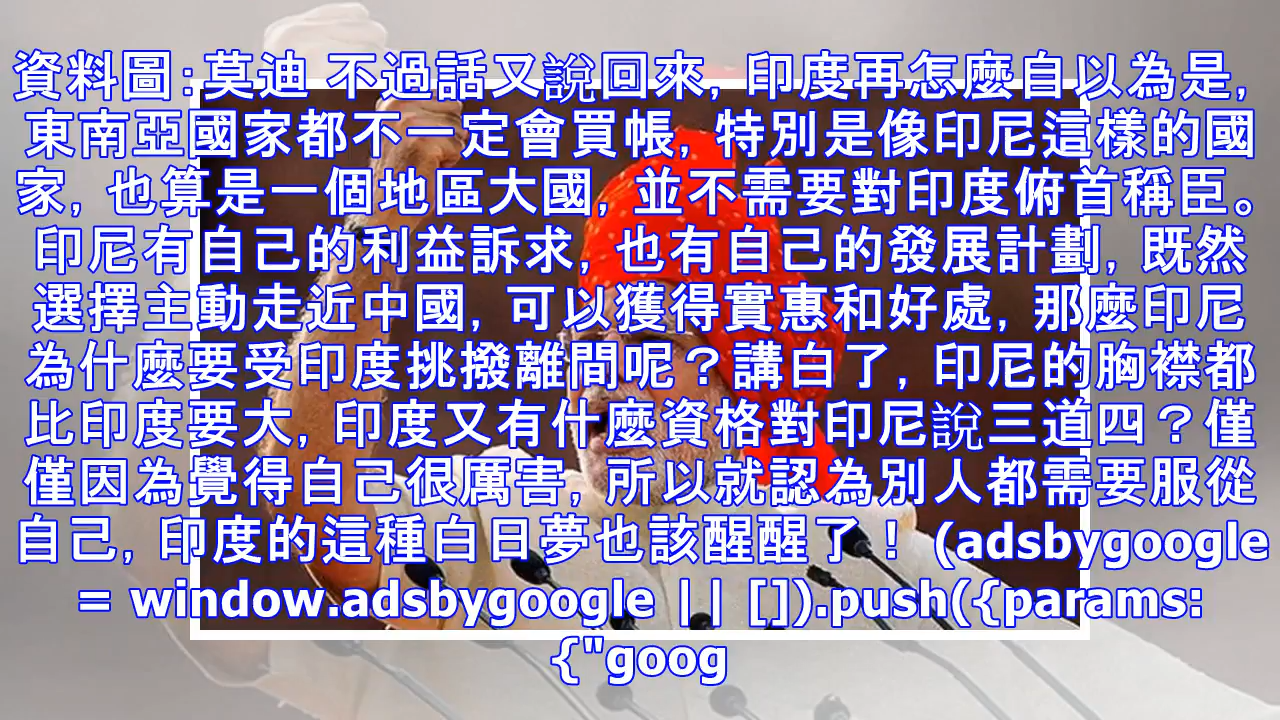 資料圖:莫迪 不過話又說回來, 印度再怎麼自以為是,
東南亞國家都不一定會買帳, 特別是像印尼這樣的國
家, 也算是一個地區大國, 並不需要對印度俯首稱臣。
印尼有自己的利益訴求, 也有自己的發展計劃, 既然
選擇主動走近中國, 可以獲得實惠和好處, 那麼印尼
為什麼要受印度挑撥離間呢？講白了, 印尼的胸襟都
比印度要大, 印度又有什麼資格對印尼說三道四？僅
僅因為覺得自己很厲害, 所以就認為別人都需要服從
自己, 印度的這種白日夢也該醒醒了！ (adsbygoogle
= window.adsbygoogle || []).push({params:
{"goog